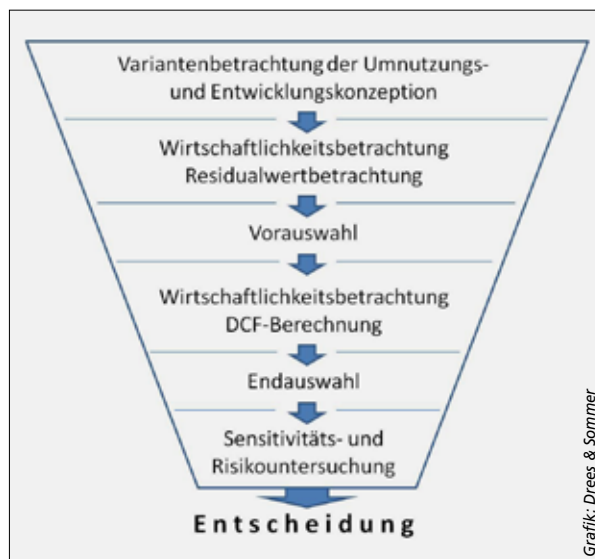 Variantenbetrachtung der Umnutzungs-
und Entwicklungskonzeption
Wirtschaftlichkeitsbetrachtung
Residualwertbetrachtung
Vorauswahl
Wirtschaftlichkeitsbetrachtung
DCF-Berechnung
Endauswahl
Sensitivitäts- und
Risikountersuchung
Entscheidung
Grafik: Drees & Sommer